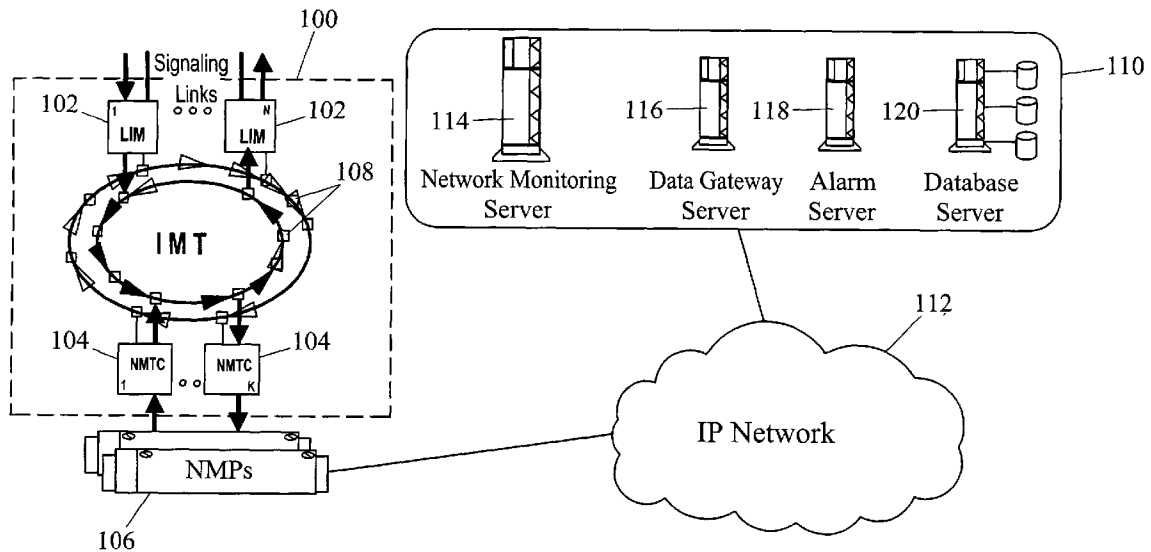 100
Signaling
Links
102
1
LIM
N
LIM
102
108
IMT
104
NMTC
1
NMTC
K
104
NMPs
106
110
114
116
118
120
Network Monitoring
Server
Data Gateway
Server
Alarm
Server
Database
Server
112
IP Network